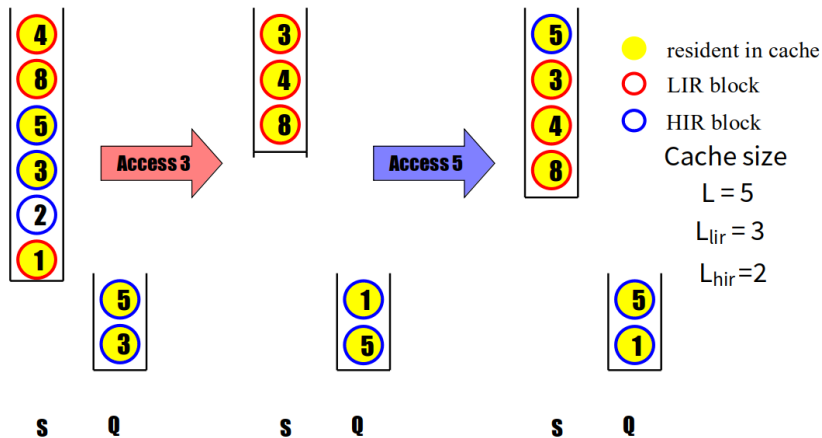 4
8
5
3
2
1
5
3
S
Q
Access 3
3
4
8
1
5
S
Q
Access 5
5
3
4
8
5
1
S
Q
resident in cache
LIR block
HIR block
Cache size
L = 5
Llir = 3
Lhir =2